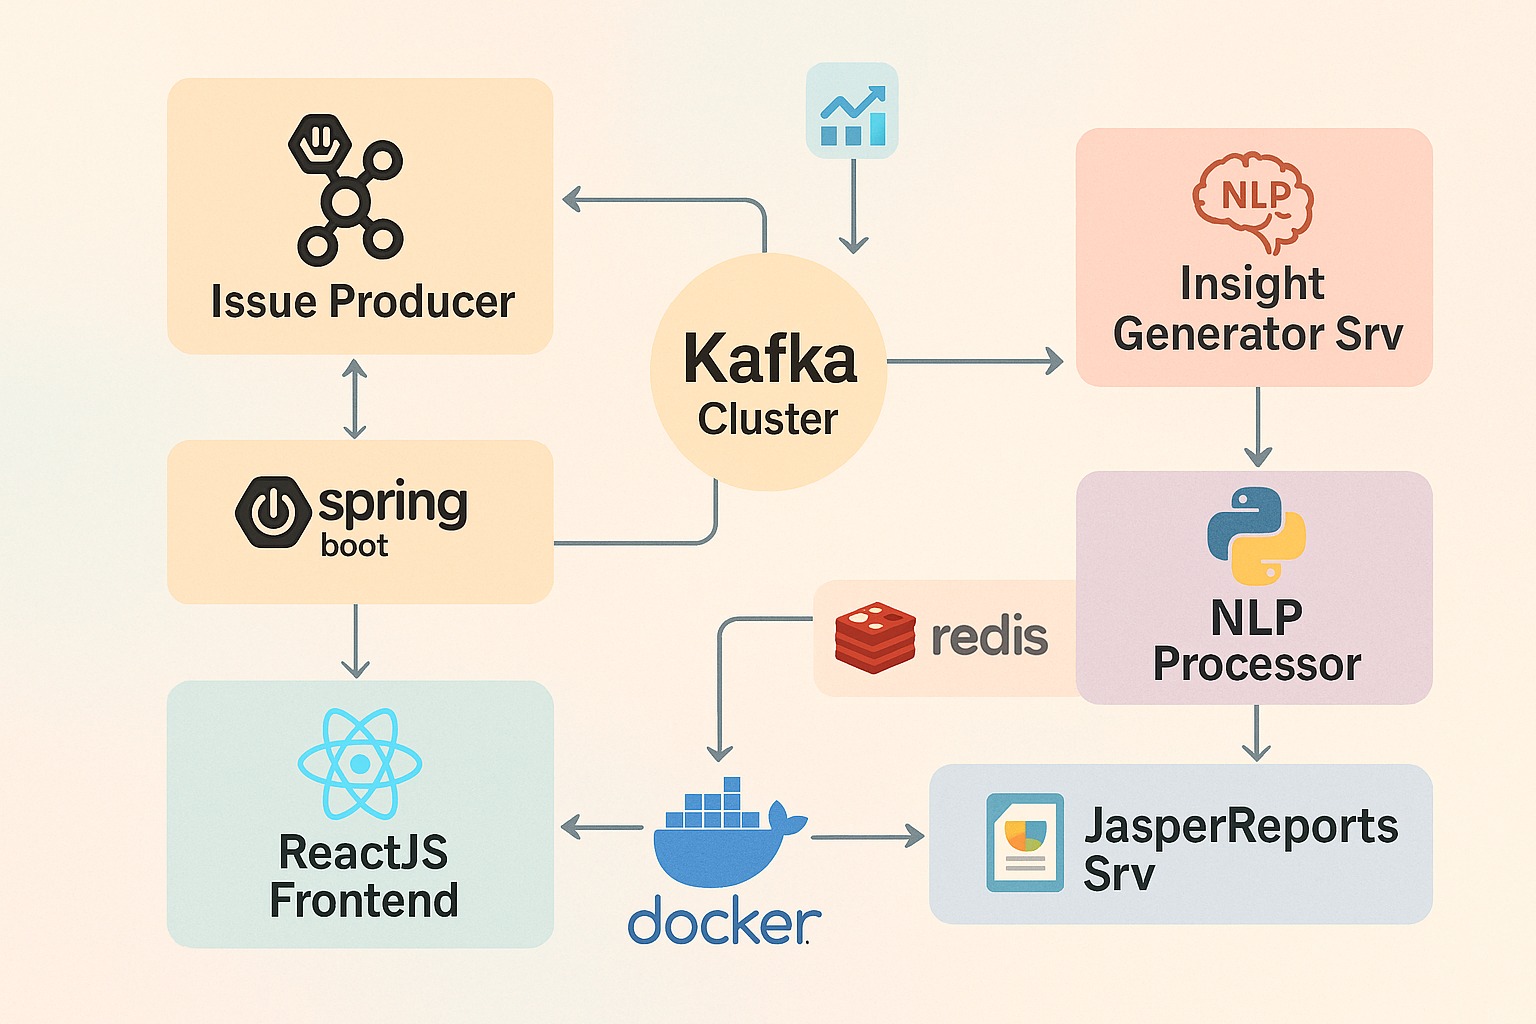 Issue Producer
spring
boot
ReactJS
Frontend
Kafka
Cluster
redis
docker.
NLP
Insight
Generator Srv
NLP
Processor
JasperReports
Srv